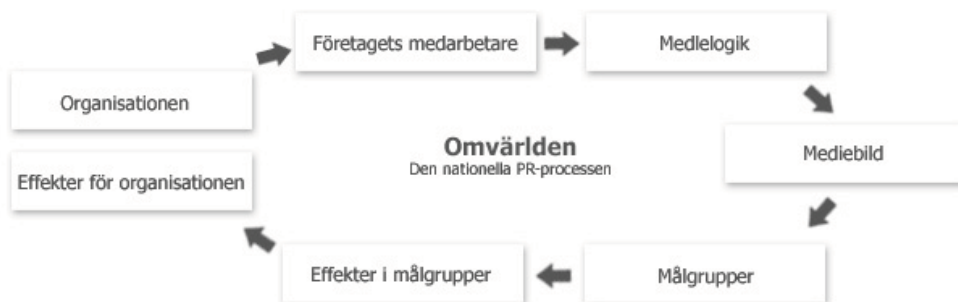 Företagets medarbetare
Medlelogik
Organisationen
Omvärlden
Den nationella PR-processen
Mediebild
Effekter för organisationen
Effekter i målgrupper
Målgrupper